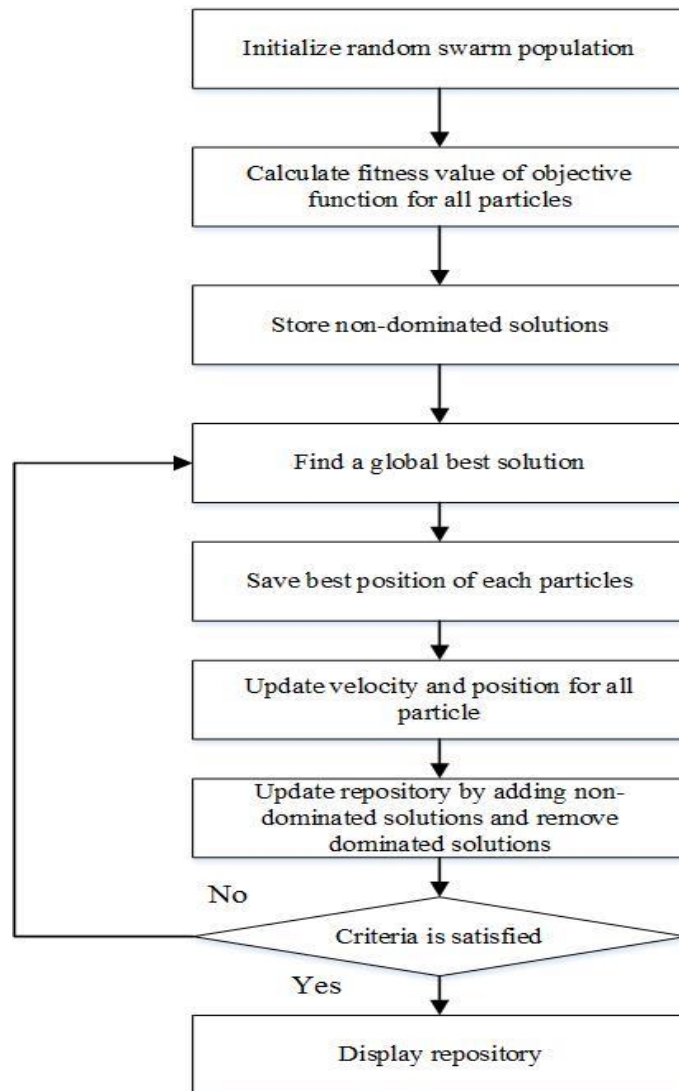 Initialize random swarm population
Calculate fitness value of objective
function for all particles
Store non-dominated solutions
Find a global best solution
Save best position of each particles
Update velocity and position for all
particle
Update repository by adding non-
dominated solutions and remove
dominated solutions
No
Criteria is satisfied
Yes
Display repository